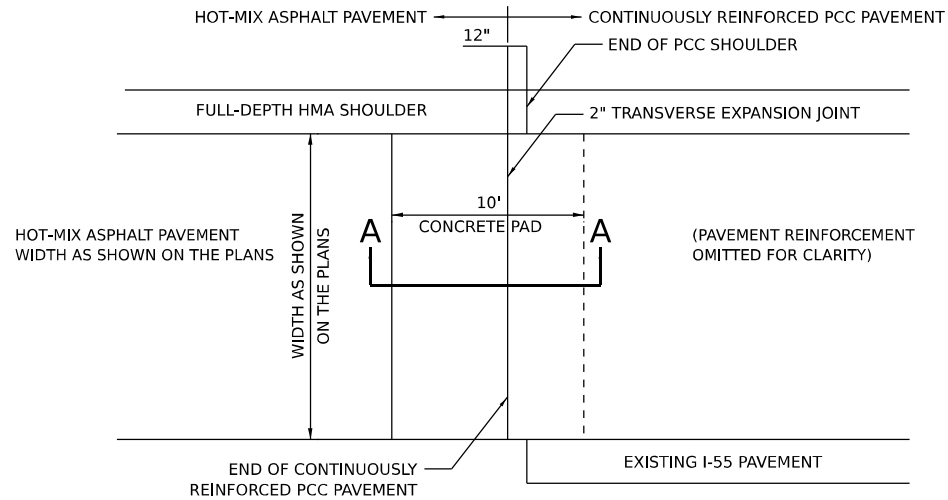 HOT-MIX ASPHALT PAVEMENT
CONTINUOUSLY REINFORCED PCC PAVEMENT
12"
END OF PCC SHOULDER
FULL-DEPTH HMA SHOULDER
2" TRANSVERSE EXPANSION JOINT
10'
CONCRETE PAD
A
A
HOT-MIX ASPHALT PAVEMENT
WIDTH AS SHOWN ON THE PLANS
WIDTH AS SHOWN
ON THE PLANS
(PAVEMENT REINFORCEMENT
OMITTED FOR CLARITY)
END OF CONTINUOUSLY
REINFORCED PCC PAVEMENT
EXISTING I-55 PAVEMENT